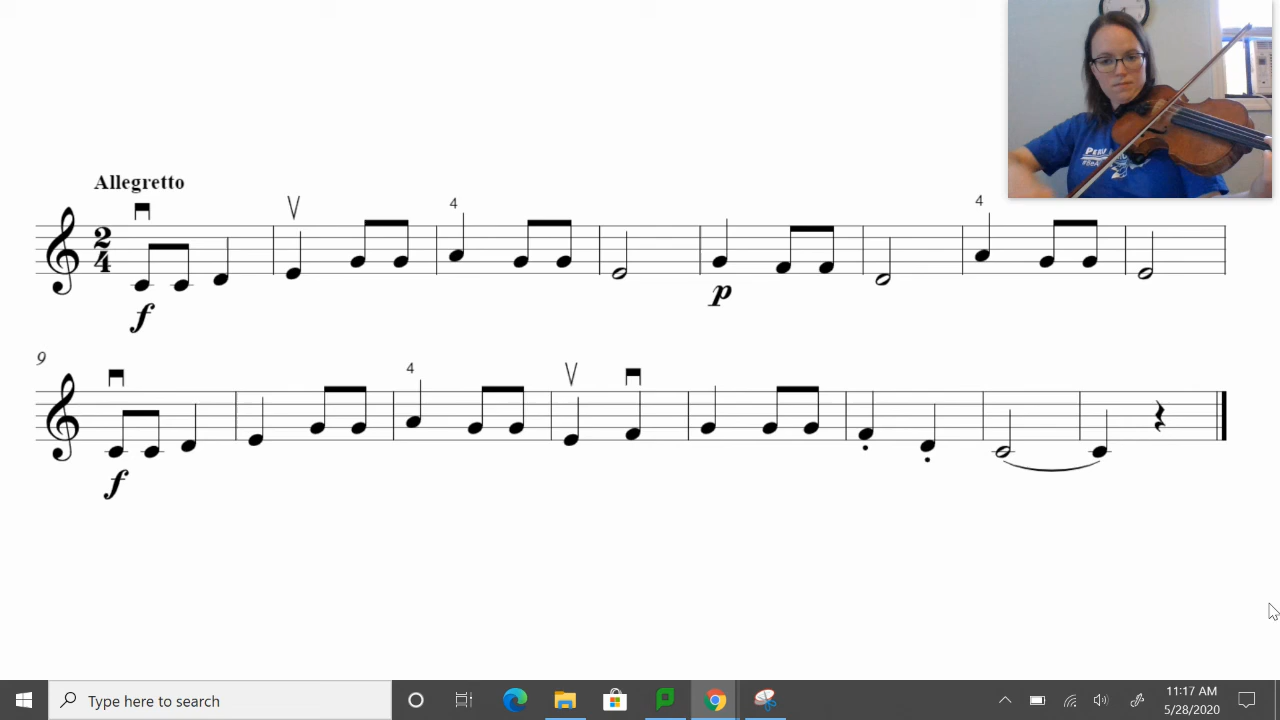 Allegretto
4
4
2
4
f
p
9
4
f
Type here to search
11:17 AM
5/28/2020